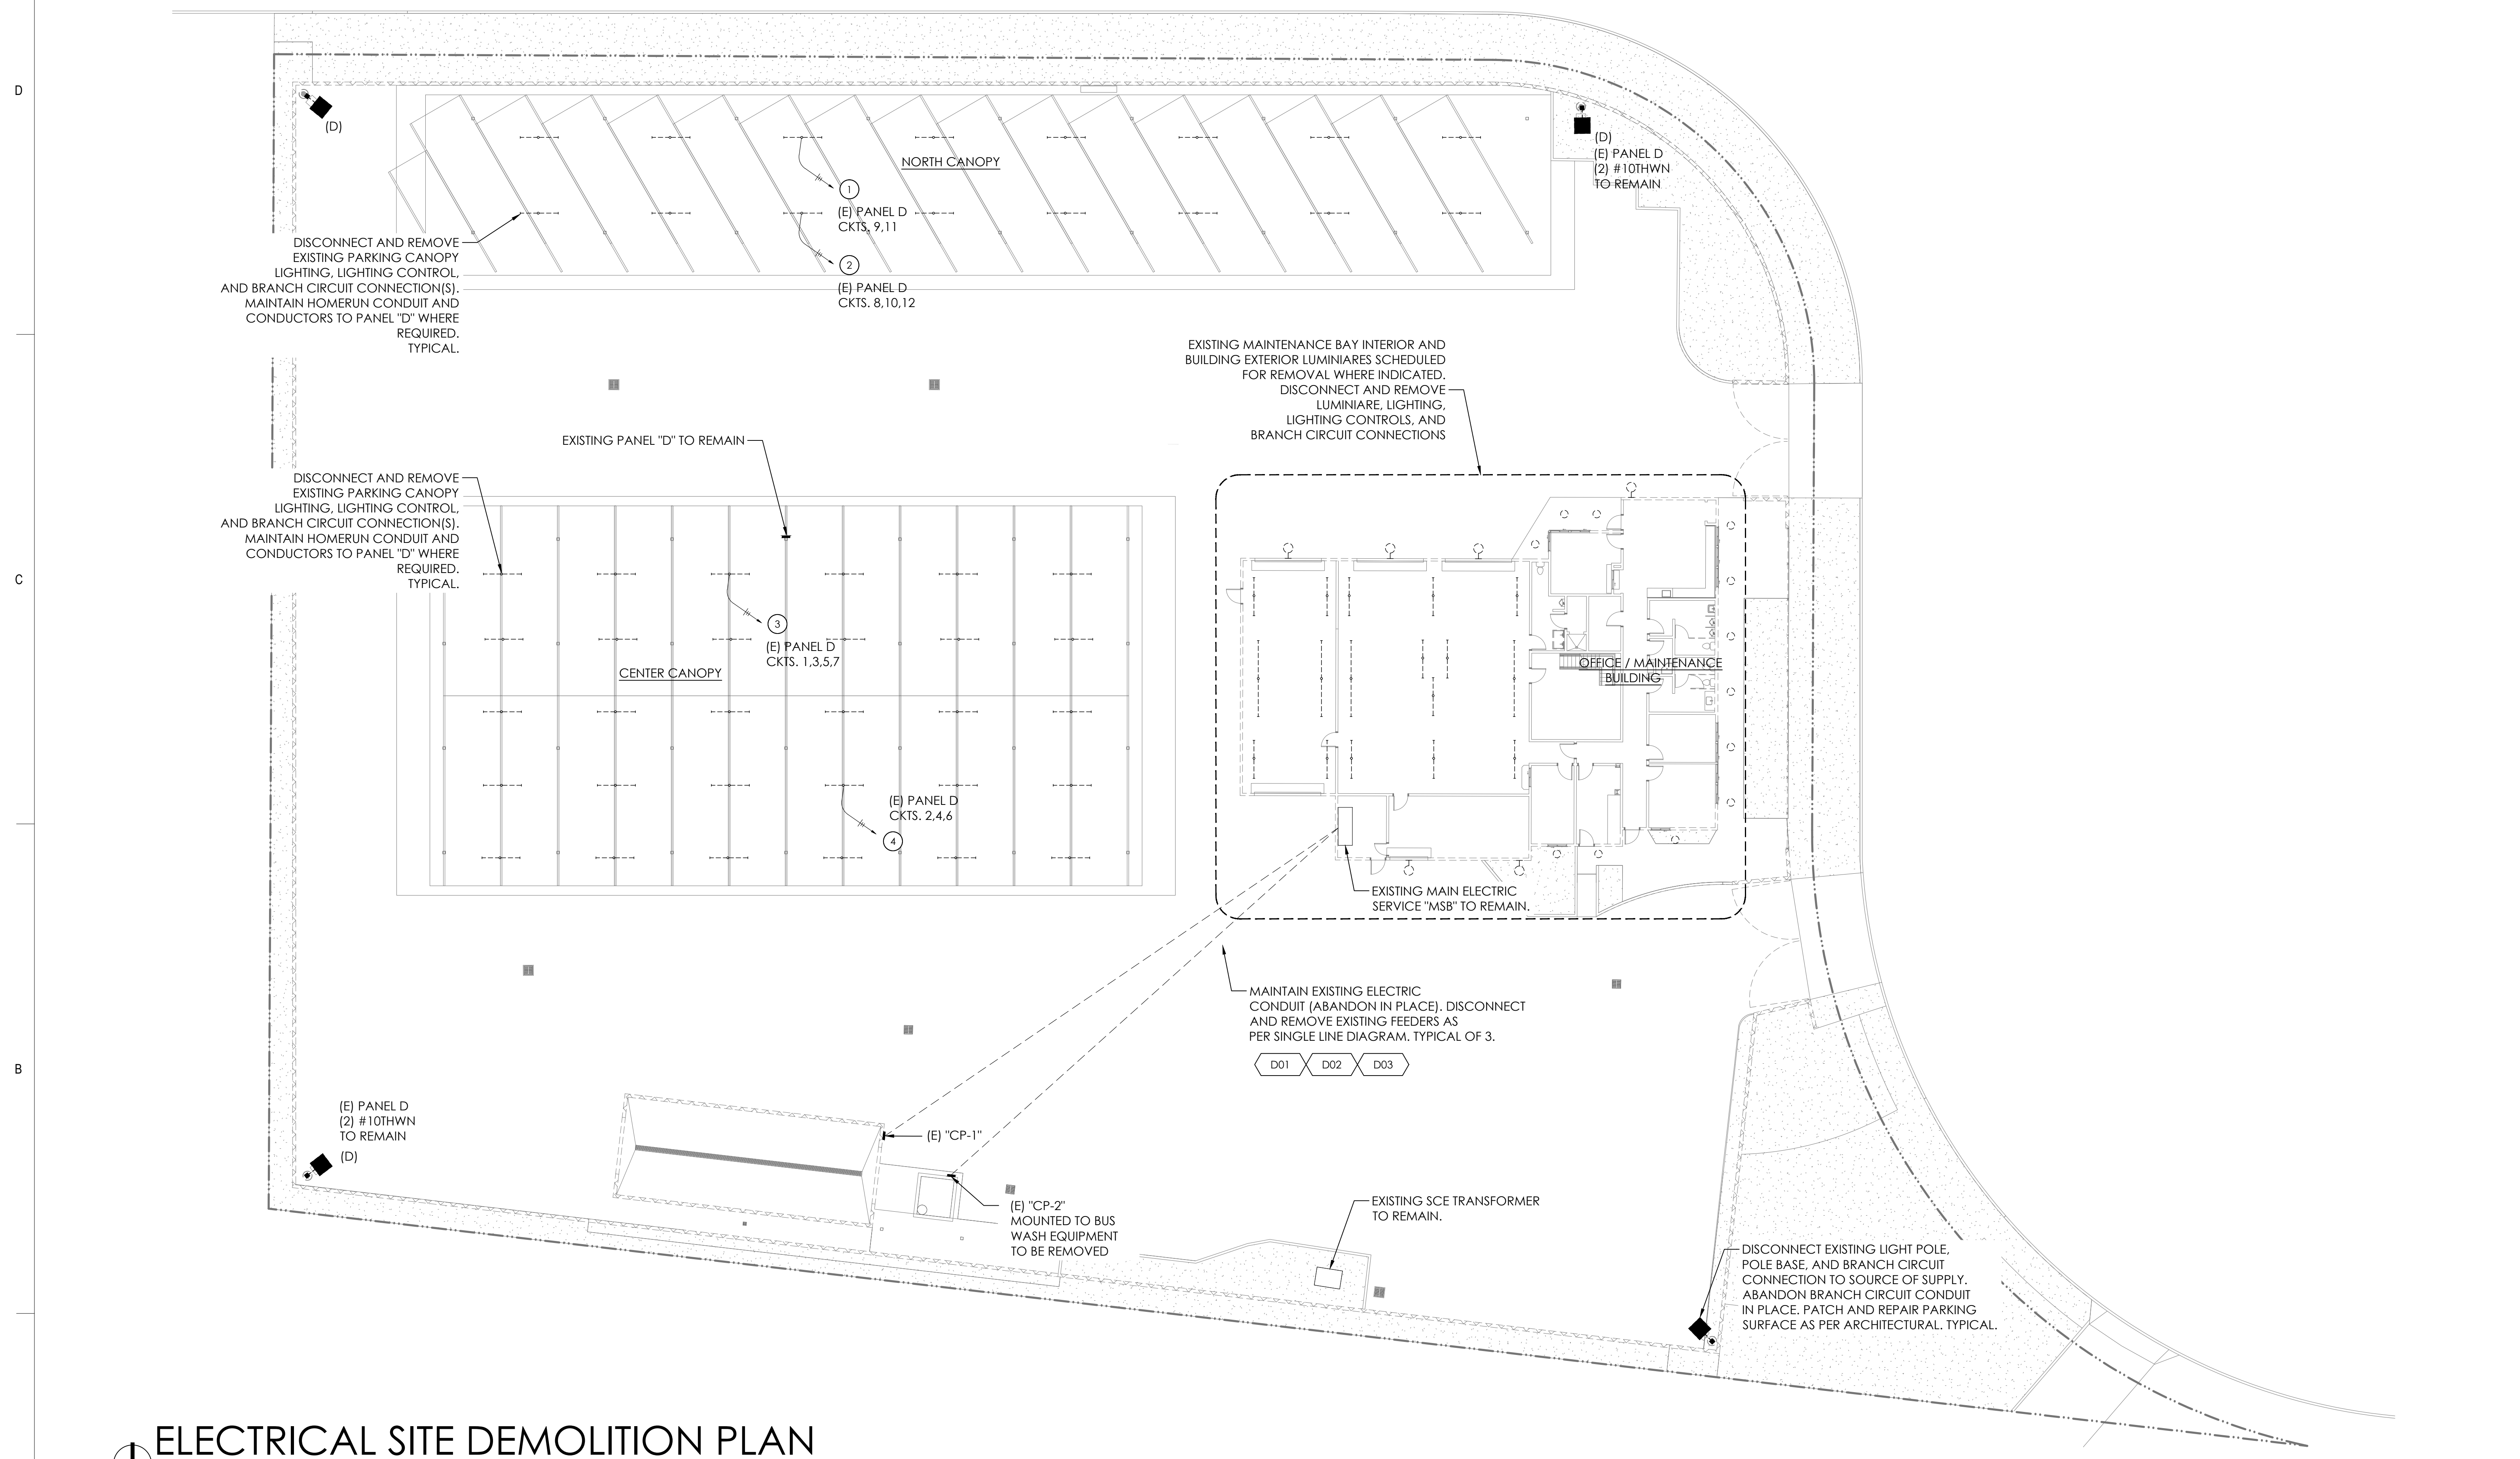 D
(D)
NORTH CANOPY
(D)
(E) PANEL D
(2) #10THWN
TO REMAIN
1
(E) PANEL D
CKTS. 9,11
2
(E) PANEL D
CKTS. 8,10,12
DISCONNECT AND REMOVE
EXISTING PARKING CANOPY
LIGHTING, LIGHTING CONTROL,
AND BRANCH CIRCUIT CONNECTION(S).
MAINTAIN HOMERUN CONDUIT AND
CONDUCTORS TO PANEL "D" WHERE
REQUIRED.
TYPICAL.
EXISTING MAINTENANCE BAY INTERIOR AND
BUILDING EXTERIOR LUMINIARES SCHEDULED
FOR REMOVAL WHERE INDICATED.
DISCONNECT AND REMOVE
LUMINIARE, LIGHTING,
LIGHTING CONTROLS, AND
BRANCH CIRCUIT CONNECTIONS
EXISTING PANEL "D" TO REMAIN
DISCONNECT AND REMOVE
EXISTING PARKING CANOPY
LIGHTING, LIGHTING CONTROL,
AND BRANCH CIRCUIT CONNECTION(S).
MAINTAIN HOMERUN CONDUIT AND
CONDUCTORS TO PANEL "D" WHERE
REQUIRED.
TYPICAL.
C
3
(E) PANEL D
CKTS. 1,3,5,7
CENTER CANOPY
OFFICE / MAINTENANCE
BUILDING
(E) PANEL D
CKTS. 2,4,6
4
EXISTING MAIN ELECTRIC
SERVICE "MSB" TO REMAIN.
MAINTAIN EXISTING ELECTRIC
CONDUIT (ABANDON IN PLACE). DISCONNECT
AND REMOVE EXISTING FEEDERS AS
PER SINGLE LINE DIAGRAM. TYPICAL OF 3.
D01 D02 D03
B
(E) PANEL D
(2) #10THWN
TO REMAIN
(D)
(E) "CP-1"
(E) "CP-2"
MOUNTED TO BUS
WASH EQUIPMENT
TO BE REMOVED
EXISTING SCE TRANSFORMER
TO REMAIN.
DISCONNECT EXISTING LIGHT POLE,
POLE BASE, AND BRANCH CIRCUIT
CONNECTION TO SOURCE OF SUPPLY.
ABANDON BRANCH CIRCUIT CONDUIT
IN PLACE. PATCH AND REPAIR PARKING
SURFACE AS PER ARCHITECTURAL. TYPICAL.
ELECTRICAL SITE DEMOLITION PLAN